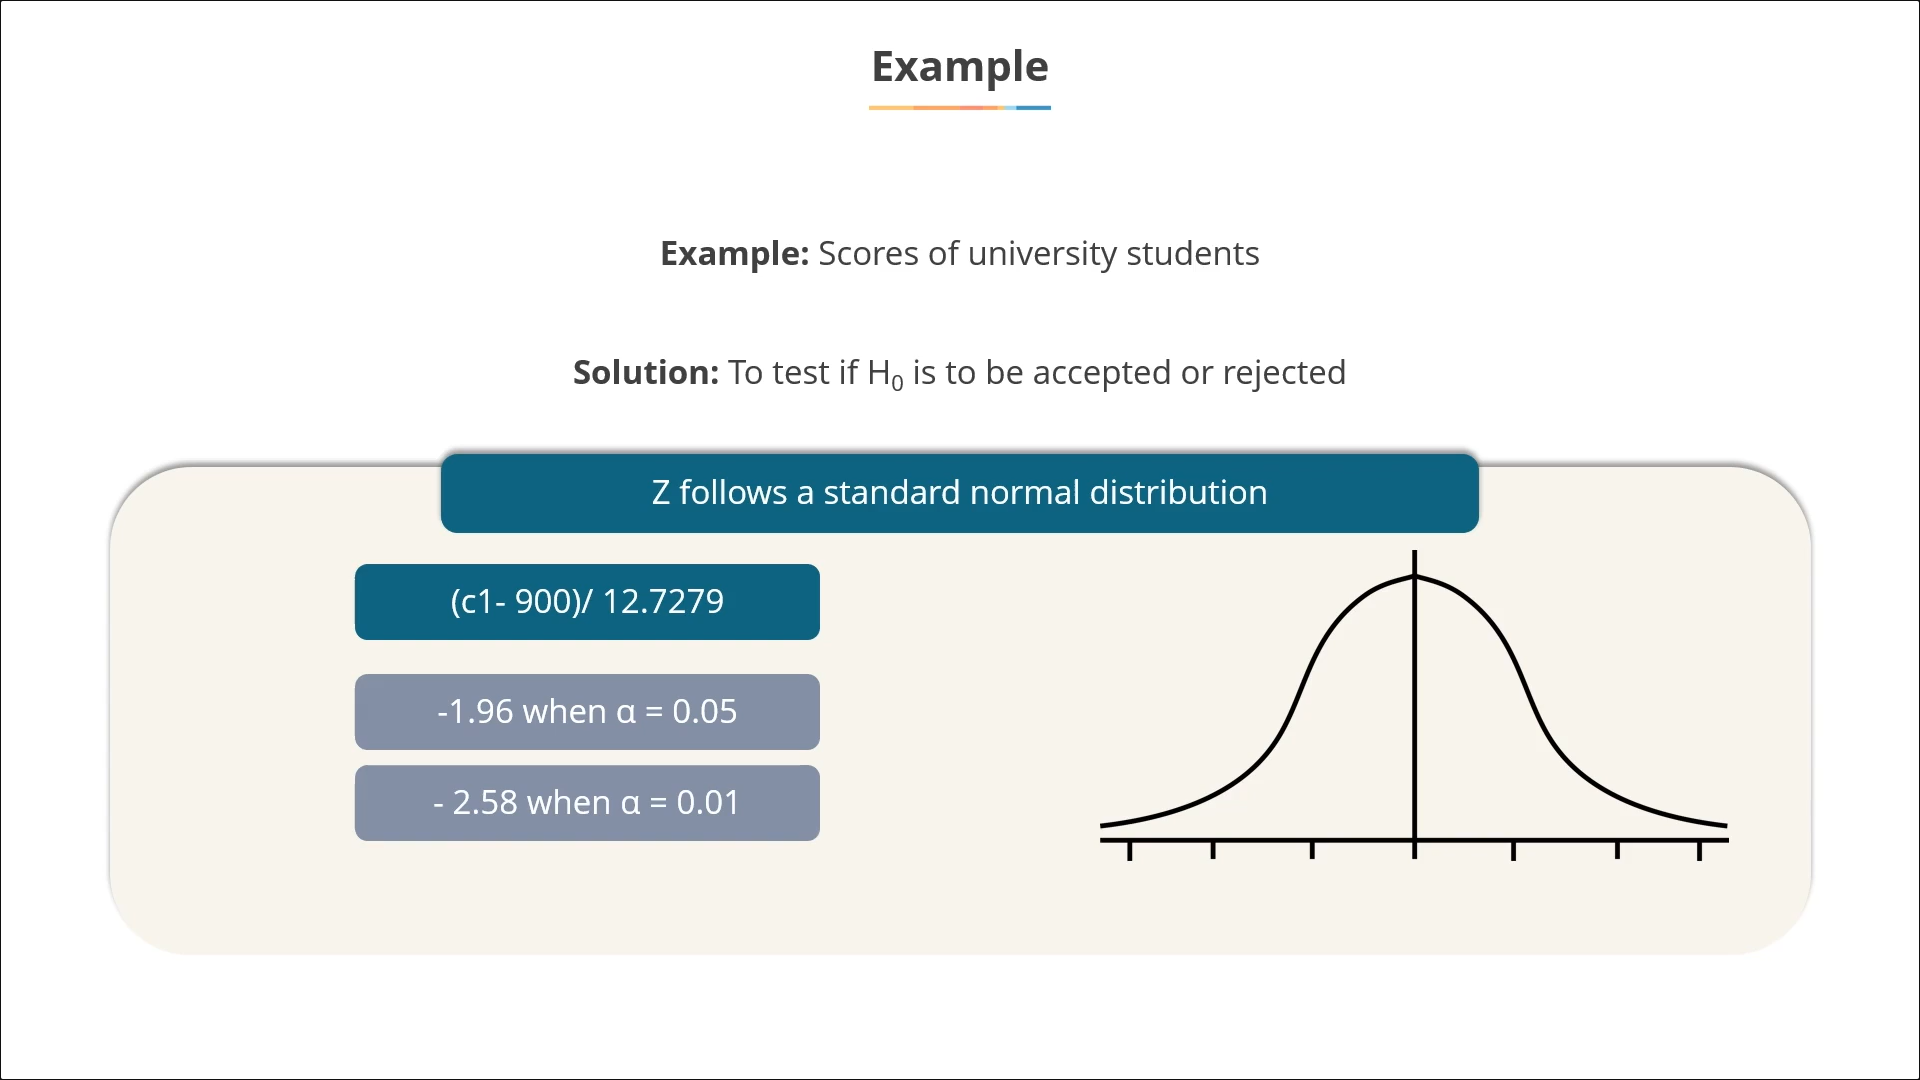 Example
Example: Scores of university students
Solution: To test if H₀ is to be accepted or rejected
Z follows a standard normal distribution
(c1- 900)/ 12.7279
-1.96 when α = 0.05
- 2.58 when α = 0.01